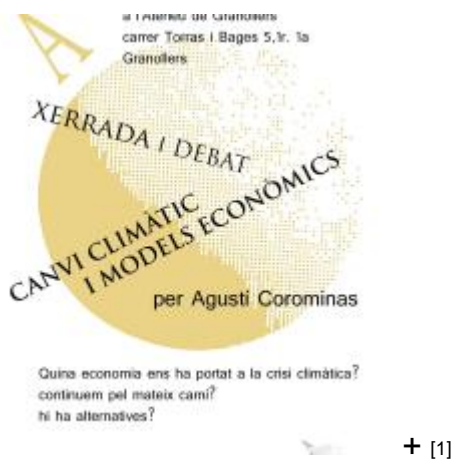 A
a l'Ateneu de Granollers
carrer Torras i Bages 5,1r. 1a
Granollers
XERRADA I DEBAT
CANVI CLIMÀTIC
I MODELS ECONÒMICS
per Agustí Corominas
Quina economia ens ha portat a la crisi climàtica?
continuem pel mateix camí?
hi ha alternatives?
+ [1]